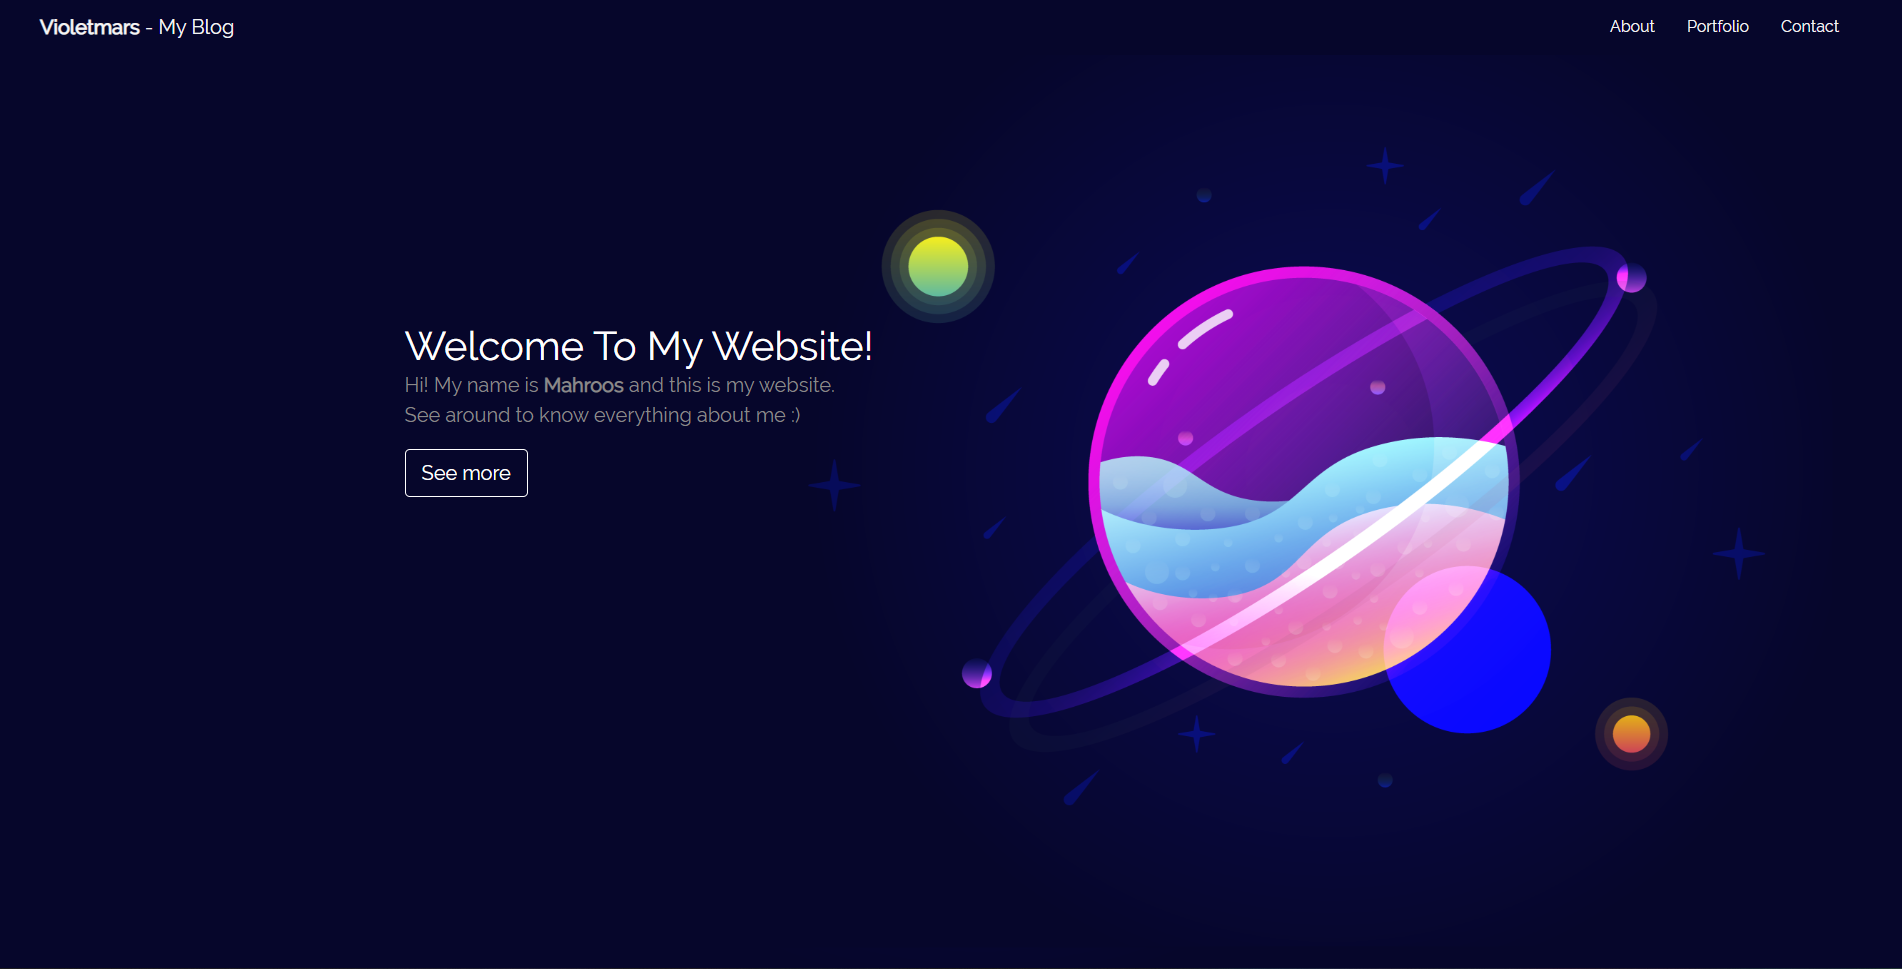 Violetmars - My Blog
About Portfolio Contact
Welcome To My Website!
Hi! My name is Mahroos and this is my website.
See around to know everything about me :)
See more